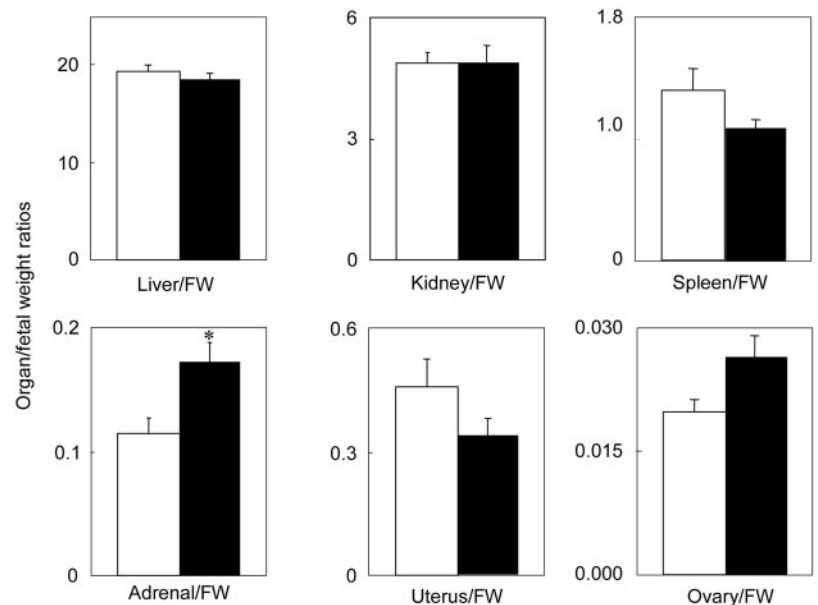 Organ/fetal weight ratios
20
10
0
Liver/FW
6
3
0
Kidney/FW
1.8
1.0
0
Spleen/FW
0.2
0.1
0
*
Adrenal/FW
0.6
0.3
0
Uterus/FW
0.030
0.015
0.000
Ovary/FW